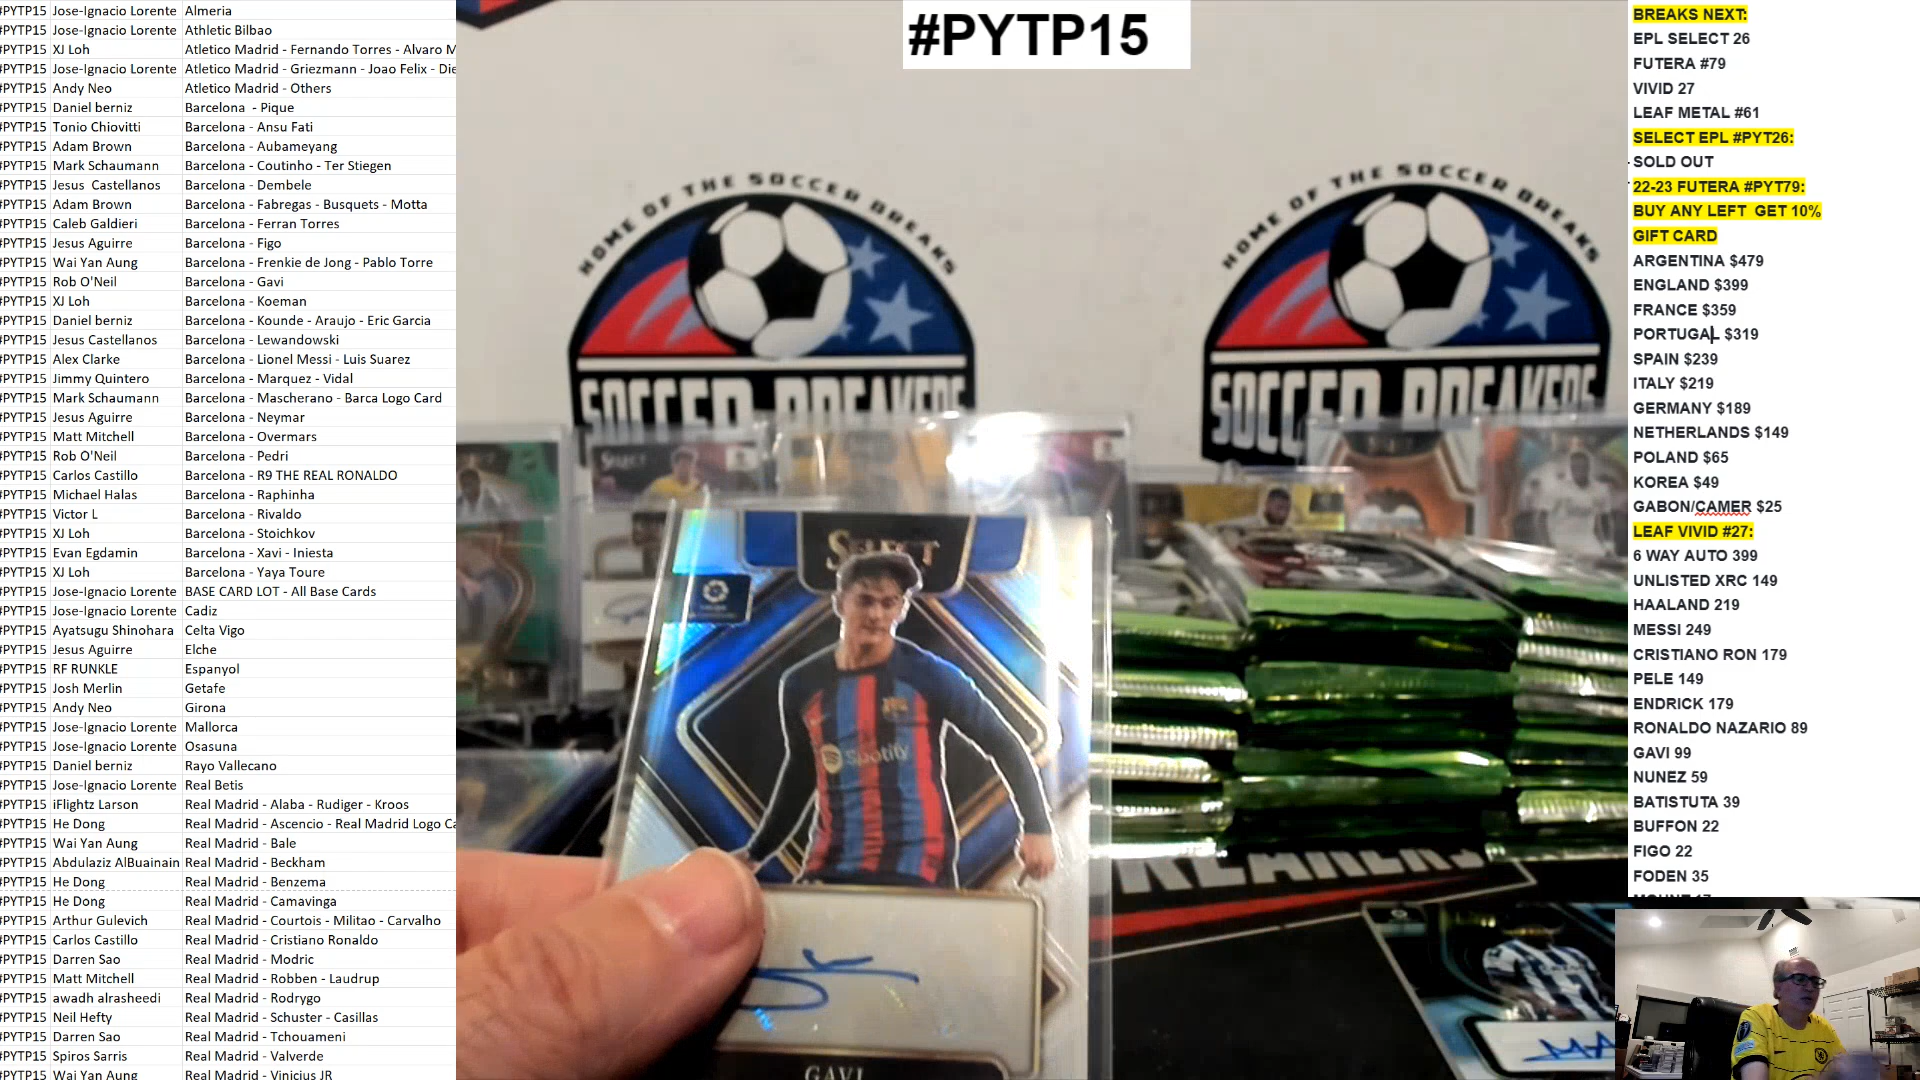 #PYTP15 Jose-Ignacio Lorente Almeria
#PYTP15 Jose-Ignacio Lorente Athletic Bilbao
#PYTP15 XJ Loh Atletico Madrid - Fernando Torres - Alvaro M
#PYTP15 Jose-Ignacio Lorente Atletico Madrid - Griezmann - Joao Felix - Die
#PYTP15 Andy Neo Atletico Madrid - Others
#PYTP15 Daniel berniz Barcelona - Pique
#PYTP15 Tonio Chiovitti Barcelona - Ansu Fati
#PYTP15 Adam Brown Barcelona - Aubameyang
#PYTP15 Mark Schaumann Barcelona - Coutinho - Ter Stiegen
#PYTP15 Jesus Castellanos Barcelona - Dembele
#PYTP15 Adam Brown Barcelona - Fabregas - Busquets - Motta
#PYTP15 Caleb Galdieri Barcelona - Ferran Torres
#PYTP15 Jesus Aguirre Barcelona - Figo
#PYTP15 Wai Yan Aung Barcelona - Frenkie de Jong - Pablo Torre
#PYTP15 Rob O'Neil Barcelona - Gavi
#PYTP15 XJ Loh Barcelona - Koeman
#PYTP15 Daniel berniz Barcelona - Kounde - Araujo - Eric Garcia
#PYTP15 Jesus Castellanos Barcelona - Lewandowski
#PYTP15 Alex Clarke Barcelona - Lionel Messi - Luis Suarez
#PYTP15 Jimmy Quintero Barcelona - Marquez - Vidal
#PYTP15 Mark Schaumann Barcelona - Mascherano - Barca Logo Card
#PYTP15 Jesus Aguirre Barcelona - Neymar
#PYTP15 Matt Mitchell Barcelona - Overmars
#PYTP15 Rob O'Neil Barcelona - Pedri
#PYTP15 Carlos Castillo Barcelona - R9 THE REAL RONALDO
#PYTP15 Michael Halas Barcelona - Raphinha
#PYTP15 Victor L Barcelona - Rivaldo
#PYTP15 XJ Loh Barcelona - Stoichkov
#PYTP15 Evan Egdamin Barcelona - Xavi - Iniesta
#PYTP15 XJ Loh Barcelona - Yaya Toure
#PYTP15 Jose-Ignacio Lorente BASE CARD LOT - All Base Cards
#PYTP15 Jose-Ignacio Lorente Cadiz
#PYTP15 Ayatsugu Shinohara Celta Vigo
#PYTP15 Jesus Aguirre Elche
#PYTP15 RF RUNKLE Espanyol
#PYTP15 Josh Merlin Getafe
#PYTP15 Andy Neo Girona
#PYTP15 Jose-Ignacio Lorente Mallorca
#PYTP15 Jose-Ignacio Lorente Osasuna
#PYTP15 Daniel berniz Rayo Vallecano
#PYTP15 Jose-Ignacio Lorente Real Betis
#PYTP15 iFlightz Larson Real Madrid - Alaba - Rudiger - Kroos
#PYTP15 He Dong Real Madrid - Ascencio - Real Madrid Logo Ca
#PYTP15 Wai Yan Aung Real Madrid - Bale
#PYTP15 Abdulaziz AlBuainain Real Madrid - Beckham
#PYTP15 He Dong Real Madrid - Benzema
#PYTP15 He Dong Real Madrid - Camavinga
#PYTP15 Arthur Gulevich Real Madrid - Courtois - Militao - Carvalho
#PYTP15 Carlos Castillo Real Madrid - Cristiano Ronaldo
#PYTP15 Darren Sao Real Madrid - Modric
#PYTP15 Matt Mitchell Real Madrid - Robben - Laudrup
#PYTP15 awadh alrasheedi Real Madrid - Rodrygo
#PYTP15 Neil Hefty Real Madrid - Schuster - Casillas
#PYTP15 Darren Sao Real Madrid - Tchouameni
#PYTP15 Spiros Sarris Real Madrid - Valverde
#PYTP15 Wai Yan Aung Real Madrid - Vinicius JR
#PYTP15
HOME OF THE SOCCER BREAKS
SOCCER BREAKERS
HOME OF THE SOCCER BREAKS
SOCCER BREAKERS
SELECT
SELECT
Spotify
GAVI
BREAKERS
BREAKS NEXT:
EPL SELECT 26
FUTERA #79
VIVID 27
LEAF METAL #61
SELECT EPL #PYT26:
SOLD OUT
22-23 FUTERA #PYT79:
BUY ANY LEFT GET 10%
GIFT CARD
ARGENTINA $479
ENGLAND $399
FRANCE $359
PORTUGAL $319
SPAIN $239
ITALY $219
GERMANY $189
NETHERLANDS $149
POLAND $65
KOREA $49
GABON/CAMER $25
LEAF VIVID #27:
6 WAY AUTO 399
UNLISTED XRC 149
HAALAND 219
MESSI 249
CRISTIANO RON 179
PELE 149
ENDRICK 179
RONALDO NAZARIO 89
GAVI 99
NUNEZ 59
BATISTUTA 39
BUFFON 22
FIGO 22
FODEN 35